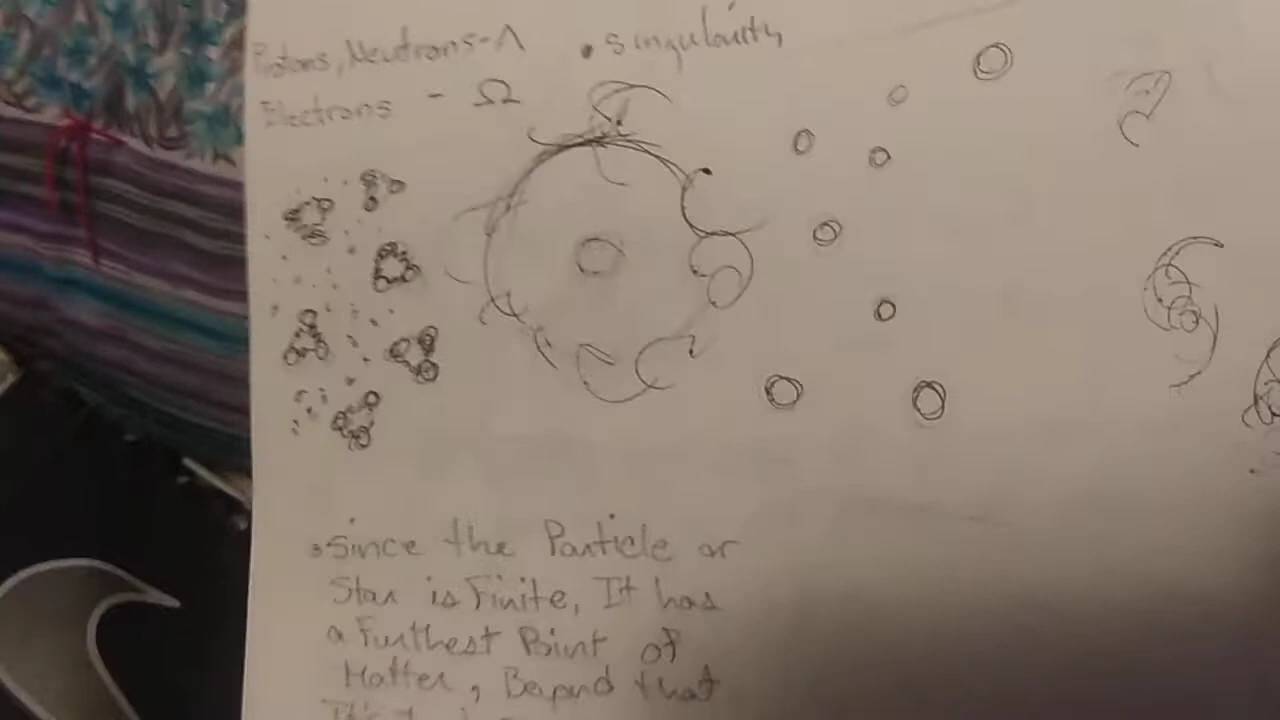 Protons, Neutrons - Λ
• Singularity
Electrons - Ω
• Since the Particle or
Star is Finite, It has
a Furthest Point of
Matter, Beyond that